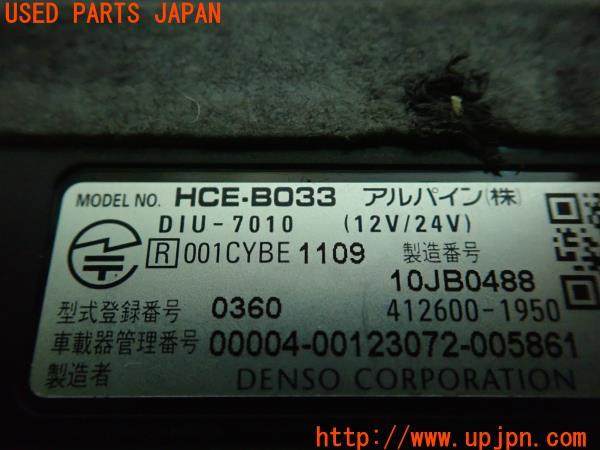 USED PARTS JAPAN
MODEL NO. HCE-B033 アルパイン(株)
DIU-7010 (12V/24V)
R 001CYBE 1109 製造番号
10JB0488
型式登録番号 0360 412600-1950
車載器管理番号 00004-00123072-005861
製造者 DENSO CORPORATION
http://www.upjpn.com/